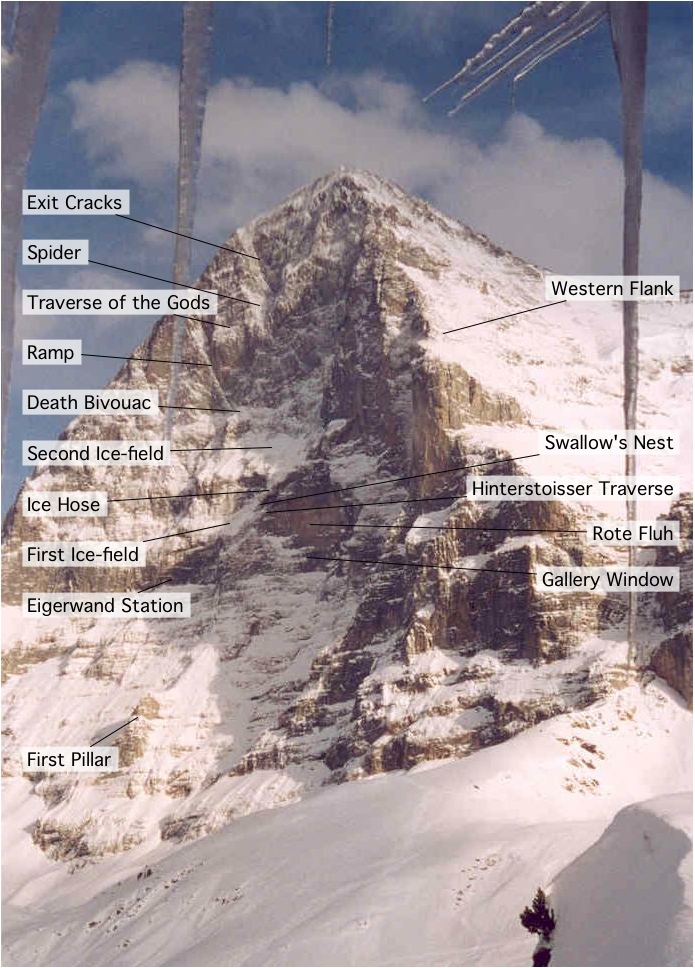 Exit Cracks
Spider
Western Flank
Traverse of the Gods
Ramp
Death Bivouac
Swallow's Nest
Second Ice-field
Hinterstoisser Traverse
Ice Hose
Rote Fluh
First Ice-field
Gallery Window
Eigerwand Station
First Pillar